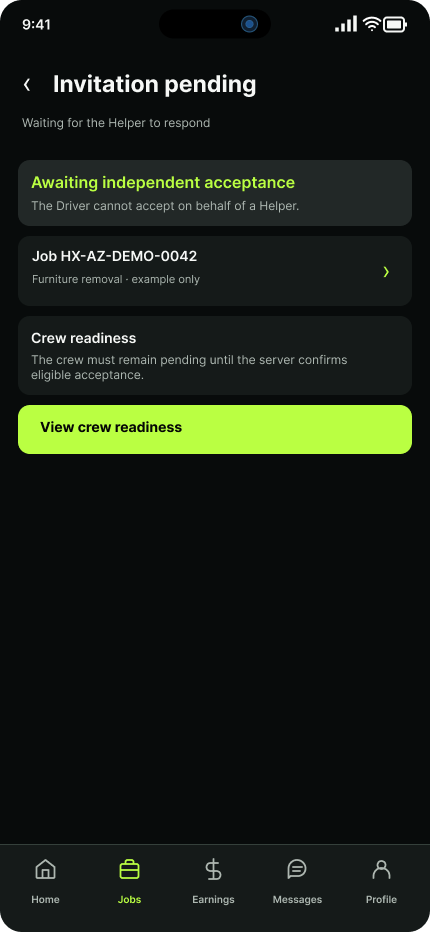 9:41
‹ Invitation pending
Waiting for the Helper to respond
Awaiting independent acceptance
The Driver cannot accept on behalf of a Helper.
Job HX-AZ-DEMO-0042
Furniture removal · example only
›
Crew readiness
The crew must remain pending until the server confirms
eligible acceptance.
View crew readiness
Home Jobs Earnings Messages Profile